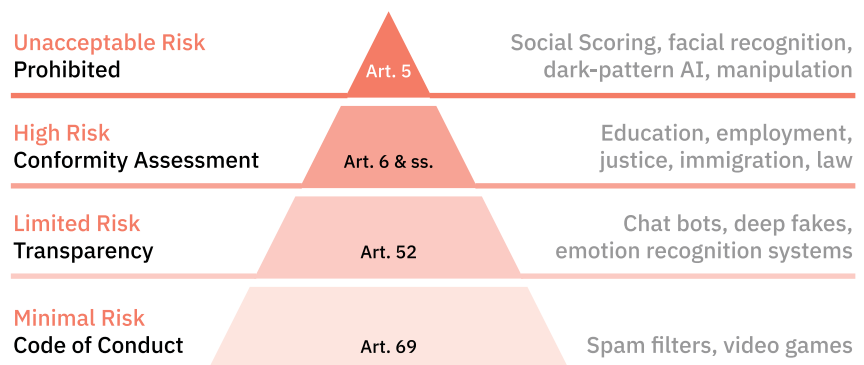 Unacceptable Risk
Prohibited
Art. 5
Social Scoring, facial recognition,
dark-pattern AI, manipulation
High Risk
Conformity Assessment
Art. 6 & ss.
Education, employment,
justice, immigration, law
Limited Risk
Transparency
Art. 52
Chat bots, deep fakes,
emotion recognition systems
Minimal Risk
Code of Conduct
Art. 69
Spam filters, video games